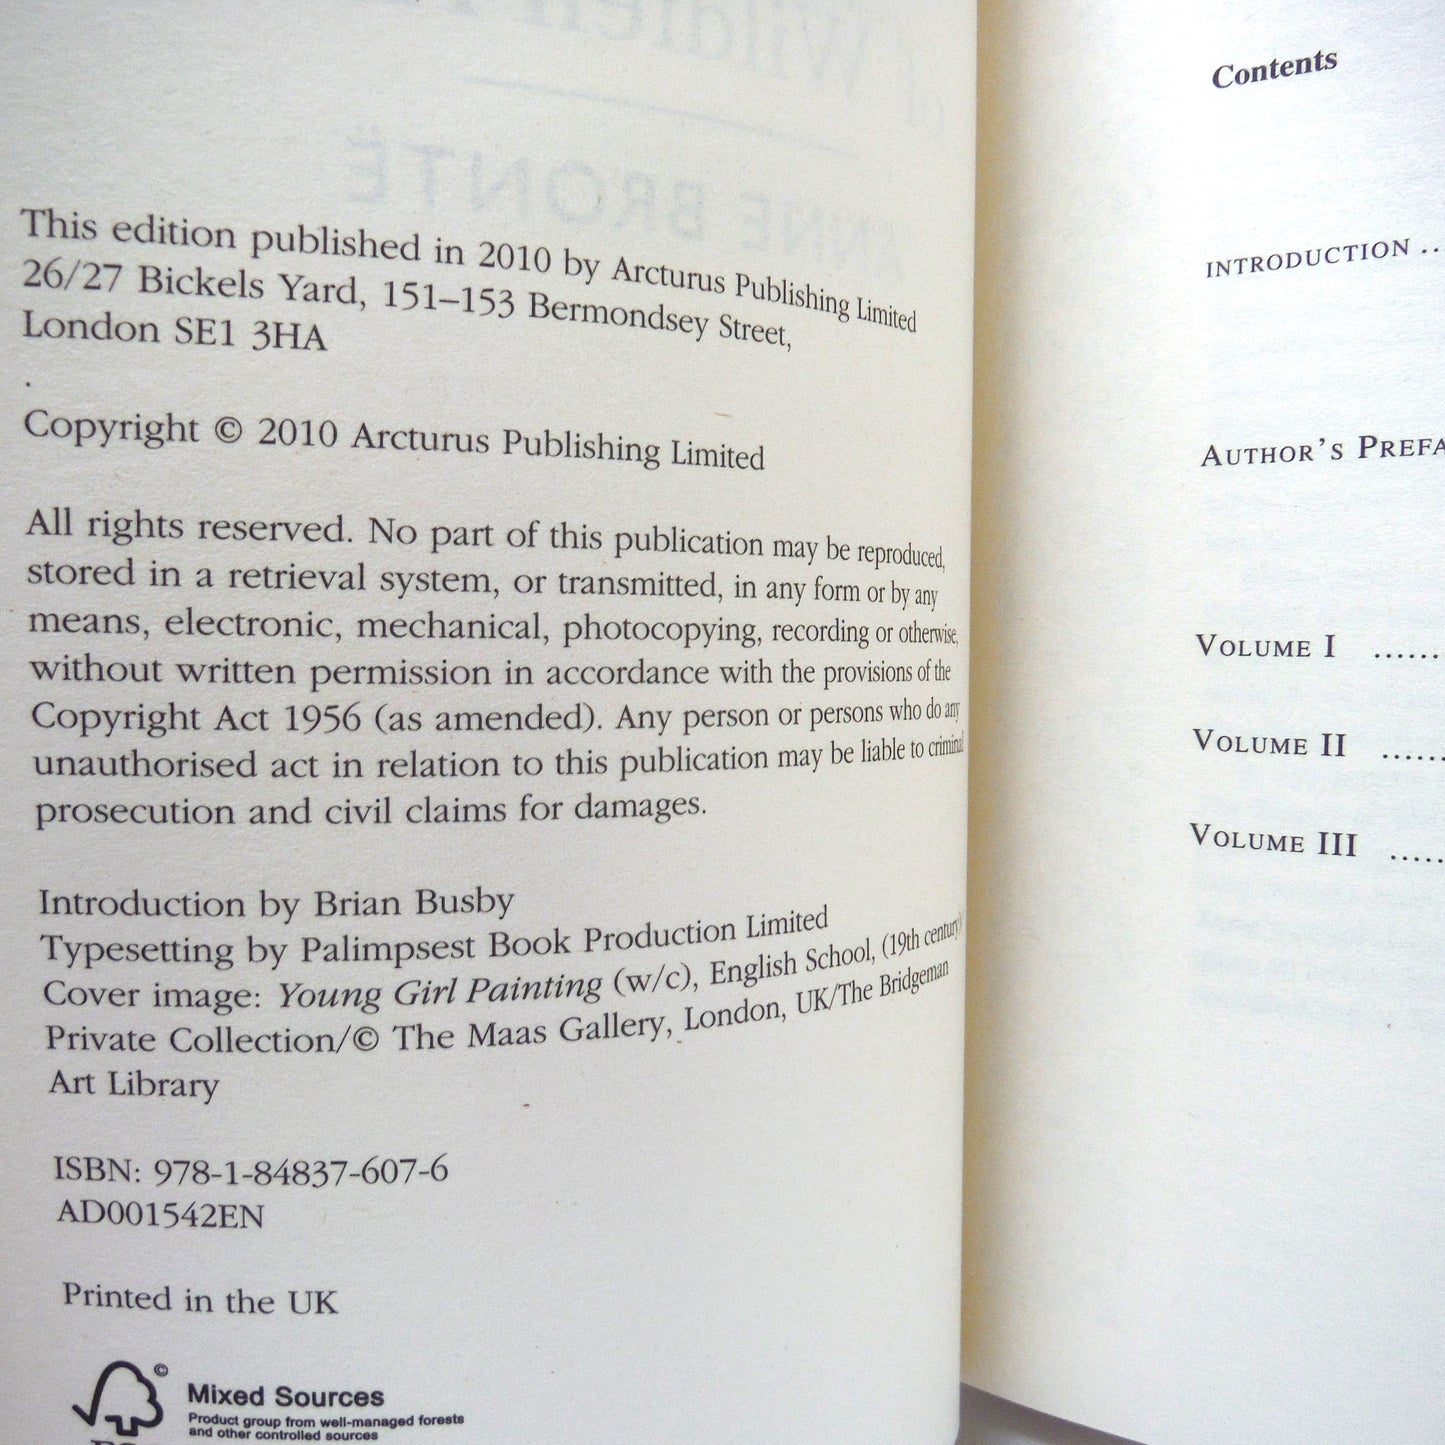 This edition published in 2010 by Arcturus Publishing Limited
26/27 Bickels Yard, 151–153 Bermondsey Street,
London SE1 3HA
Copyright © 2010 Arcturus Publishing Limited
All rights reserved. No part of this publication may be reproduced,
stored in a retrieval system, or transmitted, in any form or by any
means, electronic, mechanical, photocopying, recording or otherwise,
without written permission in accordance with the provisions of the
Copyright Act 1956 (as amended). Any person or persons who do any
unauthorised act in relation to this publication may be liable to criminal
prosecution and civil claims for damages.
Introduction by Brian Busby
Typesetting by Palimpsest Book Production Limited
Cover image: Young Girl Painting (w/c), English School, (19th century)
Private Collection/© The Maas Gallery, London, UK/The Bridgeman
Art Library
ISBN: 978-1-84837-607-6
AD001542EN
Printed in the UK
©
Mixed Sources
Product group from well-managed forests
and other controlled sources
Contents
INTRODUCTION ..
AUTHOR'S PREFA
VOLUME I ......
VOLUME II ......
VOLUME III .....